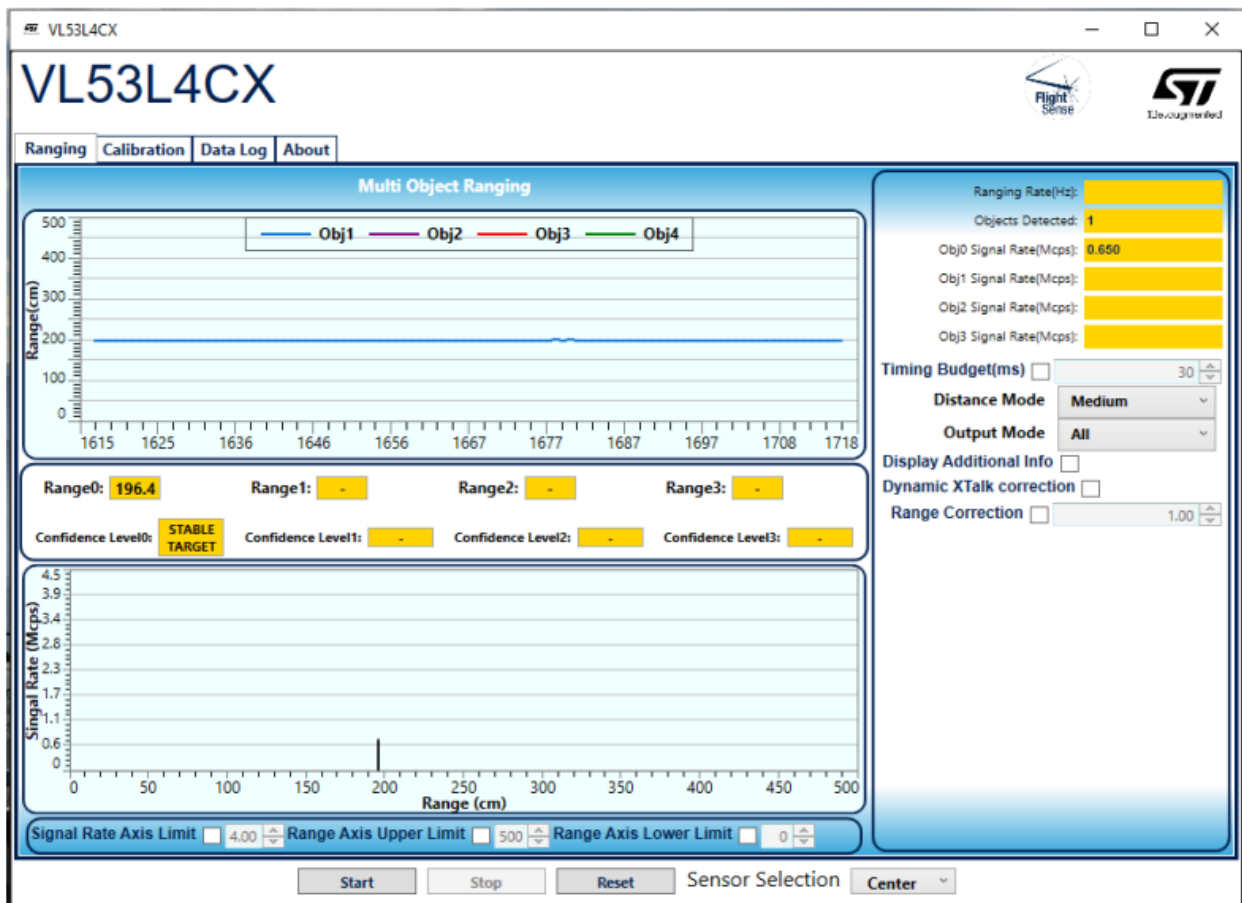 VL53L4CX
VL53L4CX
Flight
Sense
life.augmented
Ranging Calibration Data Log About
Multi Object Ranging
Obj1 Obj2 Obj3 Obj4
Range(cm)
500
400
300
200
100
0
1615 1625 1636 1646 1656 1667 1677 1687 1697 1708 1718
Range0: 196.4 Range1: - Range2: - Range3: -
Confidence Level0: STABLE TARGET Confidence Level1: - Confidence Level2: - Confidence Level3: -
Singal Rate (Mcps)
4.5
3.9
3.4
2.8
2.3
1.7
1.1
0.6
0
0 50 100 150 200 250 300 350 400 450 500
Range (cm)
Signal Rate Axis Limit 4.00 Range Axis Upper Limit 500 Range Axis Lower Limit 0
Ranging Rate(Hz):
Objects Detected: 1
Obj0 Signal Rate(Mcps): 0.650
Obj1 Signal Rate(Mcps):
Obj2 Signal Rate(Mcps):
Obj3 Signal Rate(Mcps):
Timing Budget(ms) 30
Distance Mode Medium
Output Mode All
Display Additional Info
Dynamic XTalk correction
Range Correction 1.00
Start Stop Reset Sensor Selection Center